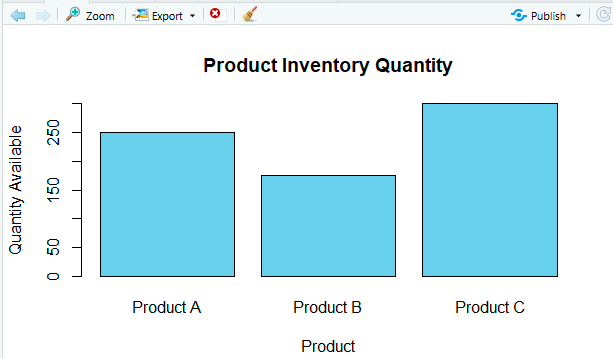 Zoom Export Publish
Product Inventory Quantity
Quantity Available
250
150
50
0
Product A Product B Product C
Product